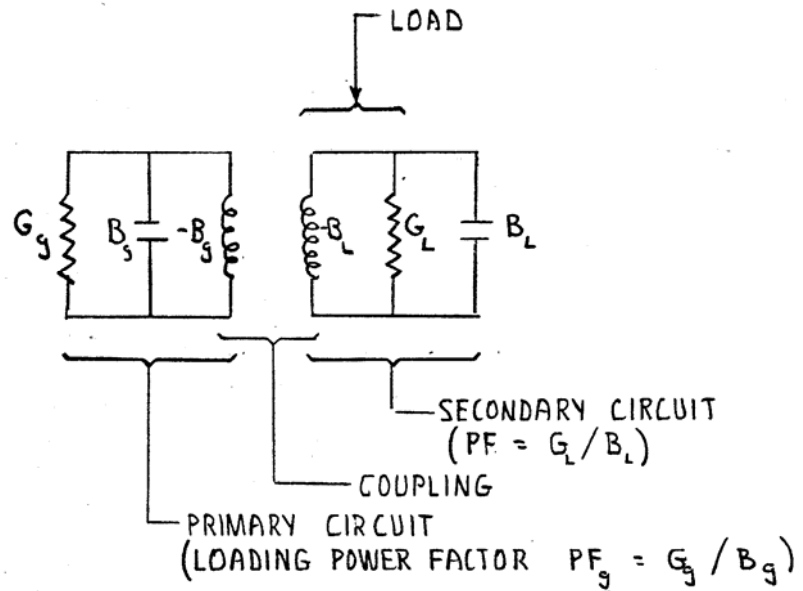 LOAD
G_g B_g -B_g -B_L G_L B_L
SECONDARY CIRCUIT
(PF = G_L / B_L)
COUPLING
PRIMARY CIRCUIT
(LOADING POWER FACTOR PF_g = G_g / B_g)